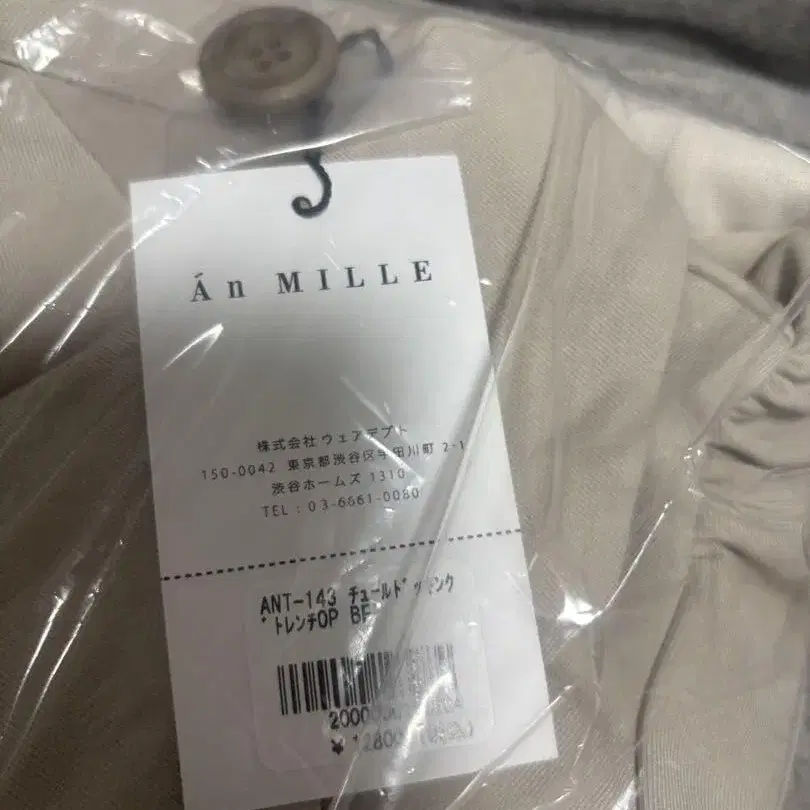 Án MILLE
株式会社ウェアデプト
150-0042 東京都渋谷区宇田川町 2-1
渋谷ホームズ 1310
TEL : 03-6661-0080
ANT-143 チュールドッキング
トレンチOP
¥12800